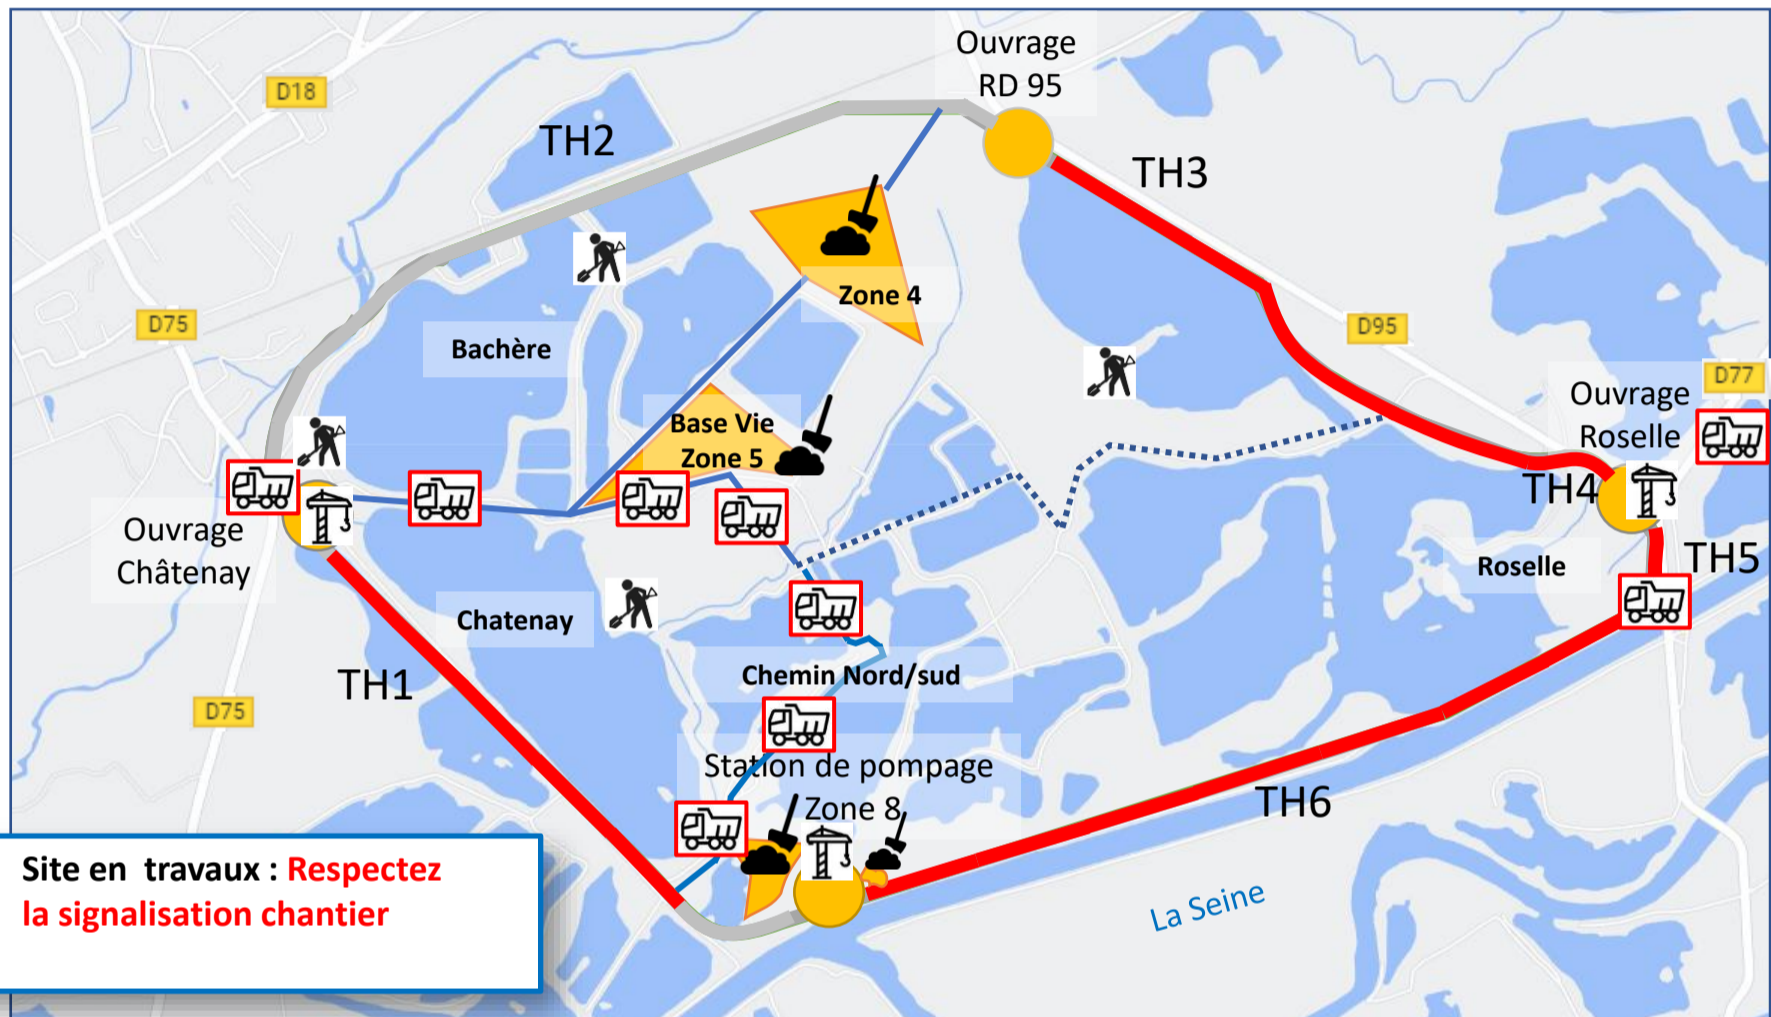 Ouvrage
RD 95
D18
TH2
TH3
Zone 4
D75
D95
Bachère
D77
Ouvrage
Roselle
Base Vie
Zone 5
TH4
Ouvrage
Châtenay
TH5
Roselle
Chatenay
Chemin Nord/sud
TH1
D75
Station de pompage
Zone 8
TH6
Site en travaux : Respectez
la signalisation chantier
La Seine